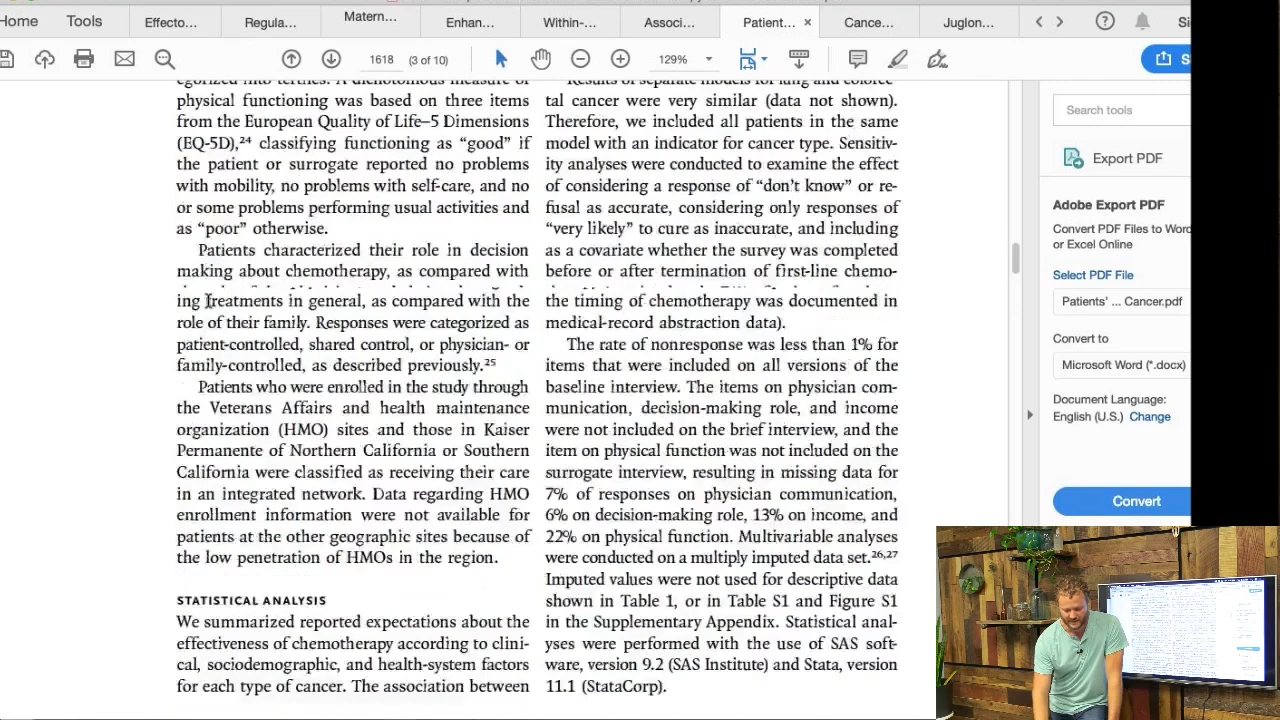 Home
Tools
Effecto...
Regula...
Matern...
Enhan...
Within-...
Associ...
Patient...
×
Cance...
Juglon...
1618
(3 of 10)
129%
egorized into tertiles. A dichotomous measure of
physical functioning was based on three items
from the European Quality of Life–5 Dimensions
(EQ-5D),24 classifying functioning as “good” if
the patient or surrogate reported no problems
with mobility, no problems with self-care, and no
or some problems performing usual activities and
as “poor” otherwise.
Patients characterized their role in decision
making about chemotherapy, as compared with
ing treatments in general, as compared with the
role of their family. Responses were categorized as
patient-controlled, shared control, or physician- or
family-controlled, as described previously.25
Patients who were enrolled in the study through
the Veterans Affairs and health maintenance
organization (HMO) sites and those in Kaiser
Permanente of Northern California or Southern
California were classified as receiving their care
in an integrated network. Data regarding HMO
enrollment information were not available for
patients at the other geographic sites because of
the low penetration of HMOs in the region.
STATISTICAL ANALYSIS
We summarized reported expectations about the
effectiveness of chemotherapy according to clini-
cal, sociodemographic, and health-system factors
for each type of cancer. The association between
Results of separate models for lung and colorec-
tal cancer were very similar (data not shown).
Therefore, we included all patients in the same
model with an indicator for cancer type. Sensitiv-
ity analyses were conducted to examine the effect
of considering a response of “don’t know” or re-
fusal as accurate, considering only responses of
“very likely” to cure as inaccurate, and including
as a covariate whether the survey was completed
before or after termination of first-line chemo-
the timing of chemotherapy was documented in
medical-record abstraction data).
The rate of nonresponse was less than 1% for
items that were included on all versions of the
baseline interview. The items on physician com-
munication, decision-making role, and income
were not included on the brief interview, and the
item on physical function was not included on the
surrogate interview, resulting in missing data for
7% of responses on physician communication,
6% on decision-making role, 13% on income, and
22% on physical function. Multivariable analyses
were conducted on a multiply imputed data set.26,27
Imputed values were not used for descriptive data
shown in Table 1, or in Table S1 and Figure S1
in the Supplementary Appendix. Statistical anal-
yses were performed with the use of SAS soft-
ware, version 9.2 (SAS Institute) and Stata, version
11.1 (StataCorp).
Search tools
Export PDF
Adobe Export PDF
Convert PDF Files to Word
or Excel Online
Select PDF File
Patients' ... Cancer.pdf
Convert to
Microsoft Word (*.docx)
Document Language:
English (U.S.) Change
Convert